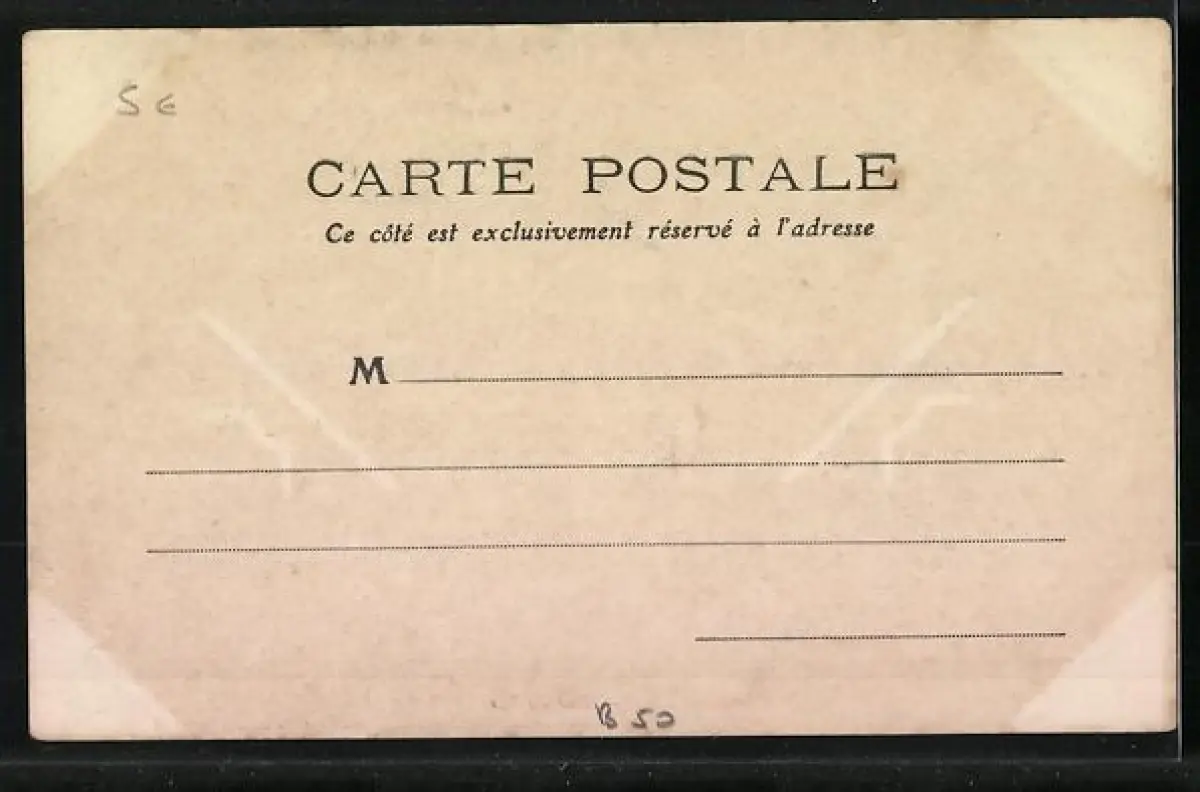 5 €
CARTE POSTALE
Ce côté est exclusivement réservé à l'adresse
M
B 50